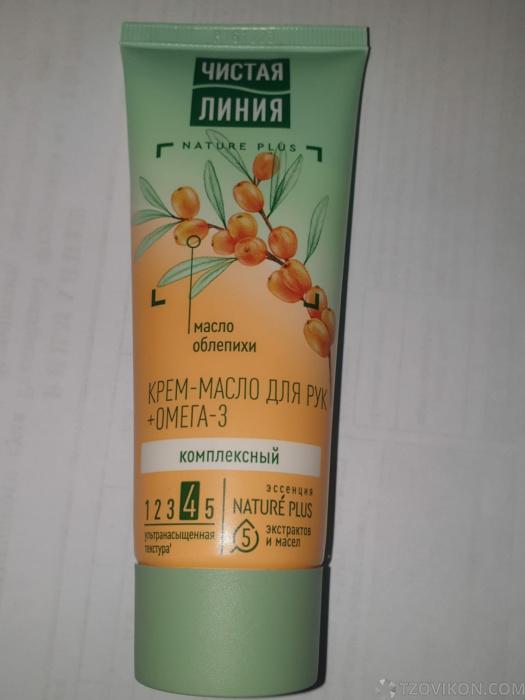 ЧИСТАЯ
ЛИНИЯ
NATURE PLUS
масло
облепихи
КРЕМ-МАСЛО ДЛЯ РУК
+ОМЕГА-3
комплексный
1 2 3 4 5
ультранасыщенная
текстура¹
эссенция
NATURÉ PLUS
5 экстрактов
и масел
TZOVIKON.COM